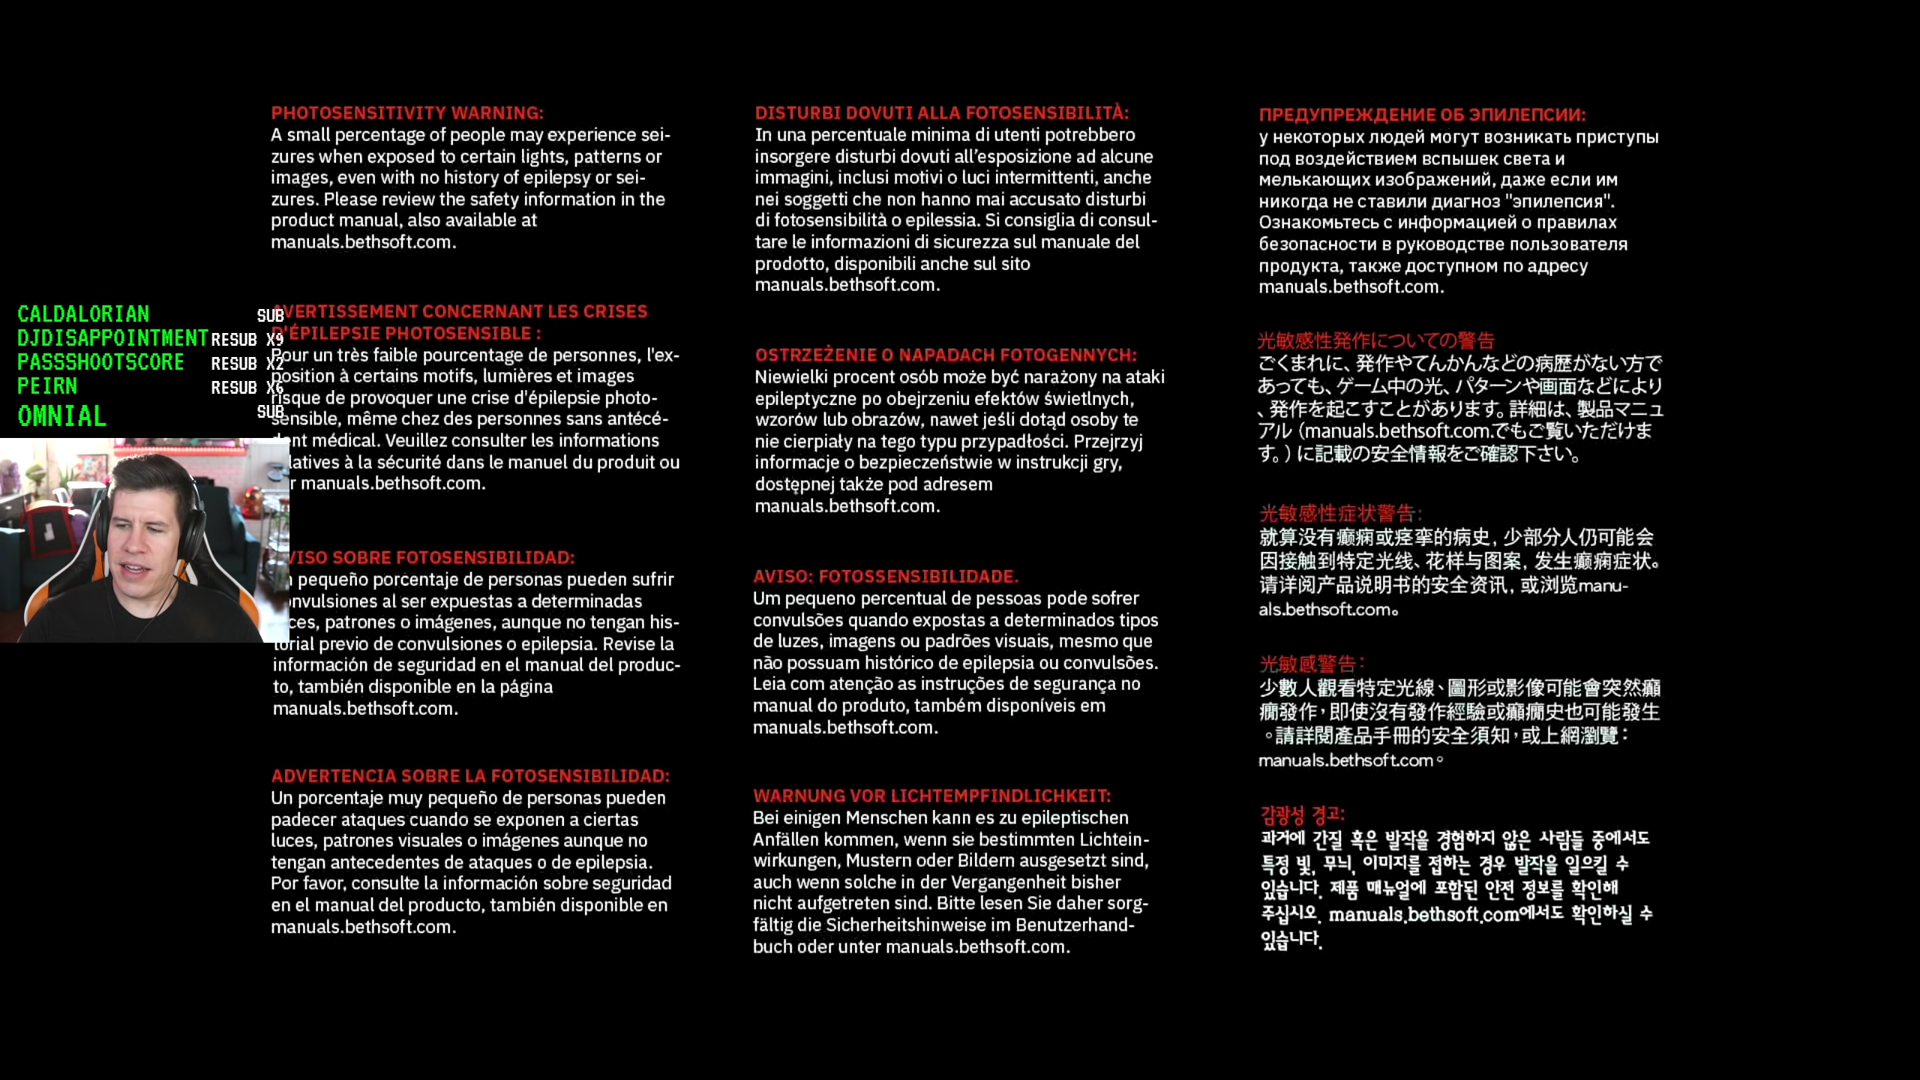 PHOTOSENSITIVITY WARNING:
A small percentage of people may experience sei-
zures when exposed to certain lights, patterns or
images, even with no history of epilepsy or sei-
zures. Please review the safety information in the
product manual, also available at
manuals.bethsoft.com.
CALDALORIAN SUB
DJDISAPPOINTMENT RESUB X9
PASSSHOOTSCORE RESUB X2
PEIRN RESUB X6
OMNIAL SUB
AVERTISSEMENT CONCERNANT LES CRISES
D'ÉPILEPSIE PHOTOSENSIBLE :
Pour un très faible pourcentage de personnes, l'ex-
position à certains motifs, lumières et images
risque de provoquer une crise d'épilepsie photo-
sensible, même chez des personnes sans antécé-
dent médical. Veuillez consulter les informations
latives à la sécurité dans le manuel du produit ou
r manuals.bethsoft.com.
VISO SOBRE FOTOSENSIBILIDAD:
n pequeño porcentaje de personas pueden sufrir
onvulsiones al ser expuestas a determinadas
uces, patrones o imágenes, aunque no tengan his-
torial previo de convulsiones o epilepsia. Revise la
información de seguridad en el manual del produc-
to, también disponible en la página
manuals.bethsoft.com.
ADVERTENCIA SOBRE LA FOTOSENSIBILIDAD:
Un porcentaje muy pequeño de personas pueden
padecer ataques cuando se exponen a ciertas
luces, patrones visuales o imágenes aunque no
tengan antecedentes de ataques o de epilepsia.
Por favor, consulte la información sobre seguridad
en el manual del producto, también disponible en
manuals.bethsoft.com.
DISTURBI DOVUTI ALLA FOTOSENSIBILITÀ:
In una percentuale minima di utenti potrebbero
insorgere disturbi dovuti all'esposizione ad alcune
immagini, inclusi motivi o luci intermittenti, anche
nei soggetti che non hanno mai accusato disturbi
di fotosensibilità o epilessia. Si consiglia di consul-
tare le informazioni di sicurezza sul manuale del
prodotto, disponibili anche sul sito
manuals.bethsoft.com.
OSTRZEŻENIE O NAPADACH FOTOGENNYCH:
Niewielki procent osób może być narażony na ataki
epileptyczne po obejrzeniu efektów świetlnych,
wzorów lub obrazów, nawet jeśli dotąd osoby te
nie cierpiały na tego typu przypadłości. Przejrzyj
informacje o bezpieczeństwie w instrukcji gry,
dostępnej także pod adresem
manuals.bethsoft.com.
AVISO: FOTOSSENSIBILIDADE.
Um pequeno percentual de pessoas pode sofrer
convulsões quando expostas a determinados tipos
de luzes, imagens ou padrões visuais, mesmo que
não possuam histórico de epilepsia ou convulsões.
Leia com atenção as instruções de segurança no
manual do produto, também disponíveis em
manuals.bethsoft.com.
WARNUNG VOR LICHTEMPFINDLICHKEIT:
Bei einigen Menschen kann es zu epileptischen
Anfällen kommen, wenn sie bestimmten Lichtein-
wirkungen, Mustern oder Bildern ausgesetzt sind,
auch wenn solche in der Vergangenheit bisher
nicht aufgetreten sind. Bitte lesen Sie daher sorg-
fältig die Sicherheitshinweise im Benutzerhand-
buch oder unter manuals.bethsoft.com.
ПРЕДУПРЕЖДЕНИЕ ОБ ЭПИЛЕПСИИ:
у некоторых людей могут возникать приступы
под воздействием вспышек света и
мелькающих изображений, даже если им
никогда не ставили диагноз "эпилепсия".
Ознакомьтесь с информацией о правилах
безопасности в руководстве пользователя
продукта, также доступном по адресу
manuals.bethsoft.com.
光敏感性発作についての警告
ごくまれに、発作やてんかんなどの病歴がない方で
あっても、ゲーム中の光、パターンや画面などにより
、発作を起こすことがあります。詳細は、製品マニュ
アル（manuals.bethsoft.com.でもご覧いただけま
す。）に記載の安全情報をご確認下さい。
光敏感性症状警告：
就算没有癫痫或痉挛的病史，少部分人仍可能会
因接触到特定光线、花样与图案，发生癫痫症状。
请详阅产品说明书的安全资讯，或浏览manu-
als.bethsoft.com。
光敏感警告：
少數人觀看特定光線、圖形或影像可能會突然癲
癇發作，即使沒有發作經驗或癲癇史也可能發生
。請詳閱產品手冊的安全須知，或上網瀏覽：
manuals.bethsoft.com。
감광성 경고:
과거에 간질 혹은 발작을 경험하지 않은 사람들 중에서도
특정 빛, 무늬, 이미지를 접하는 경우 발작을 일으킬 수
있습니다. 제품 매뉴얼에 포함된 안전 정보를 확인해
주십시오. manuals.bethsoft.com에서도 확인하실 수
있습니다.